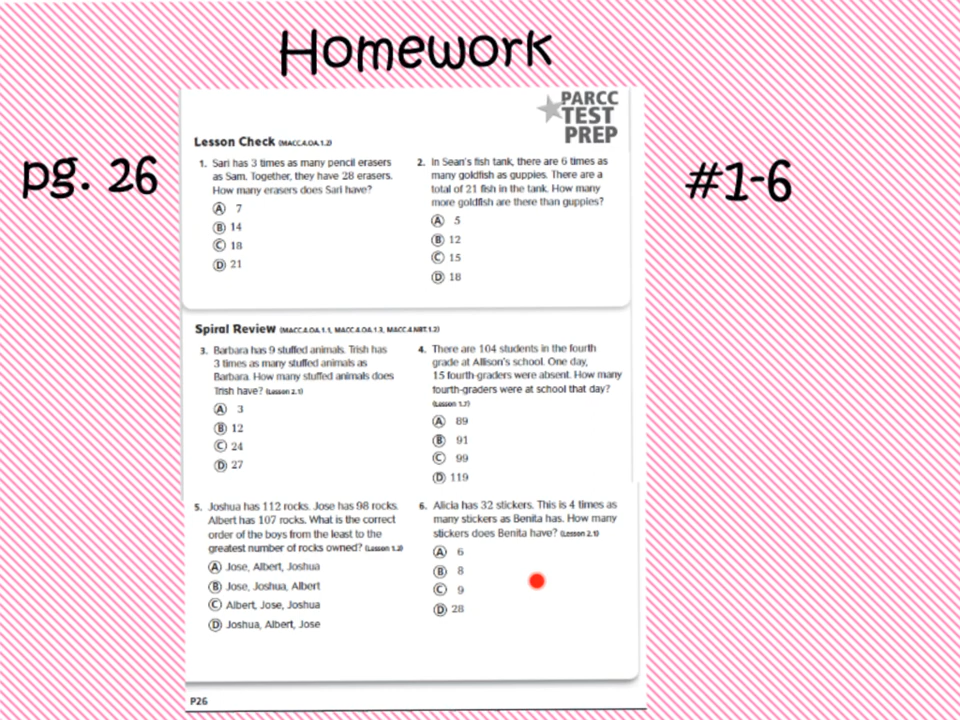 Homework
pg. 26
#1-6
PARCC
TEST
PREP
Lesson Check (MACC.4.OA.1.2)
1. Sari has 3 times as many pencil erasers
as Sam. Together, they have 28 erasers.
How many erasers does Sari have?
A 7
B 14
C 18
D 21
2. In Sean's fish tank, there are 6 times as
many goldfish as guppies. There are a
total of 21 fish in the tank. How many
more goldfish are there than guppies?
A 5
B 12
C 15
D 18
Spiral Review (MACC.4.OA.1.1, MACC.4.OA.1.3, MACC.4.NBT.1.2)
3. Barbara has 9 stuffed animals. Trish has
3 times as many stuffed animals as
Barbara. How many stuffed animals does
Trish have? (Lesson 2.1)
A 3
B 12
C 24
D 27
4. There are 104 students in the fourth
grade at Allison's school. One day,
15 fourth-graders were absent. How many
fourth-graders were at school that day?
(Lesson 1.7)
A 89
B 91
C 99
D 119
5. Joshua has 112 rocks. Jose has 98 rocks.
Albert has 107 rocks. What is the correct
order of the boys from the least to the
greatest number of rocks owned? (Lesson 1.3)
A Jose, Albert, Joshua
B Jose, Joshua, Albert
C Albert, Jose, Joshua
D Joshua, Albert, Jose
6. Alicia has 32 stickers. This is 4 times as
many stickers as Benita has. How many
stickers does Benita have? (Lesson 2.1)
A 6
B 8
C 9
D 28
P26